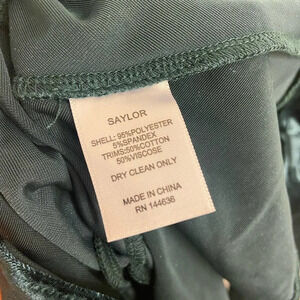 SAYLOR
SHELL: 95%POLYESTER
5%SPANDEX
TRIMS:50%COTTON
50%VISCOSE
DRY CLEAN ONLY
MADE IN CHINA
RN 144636